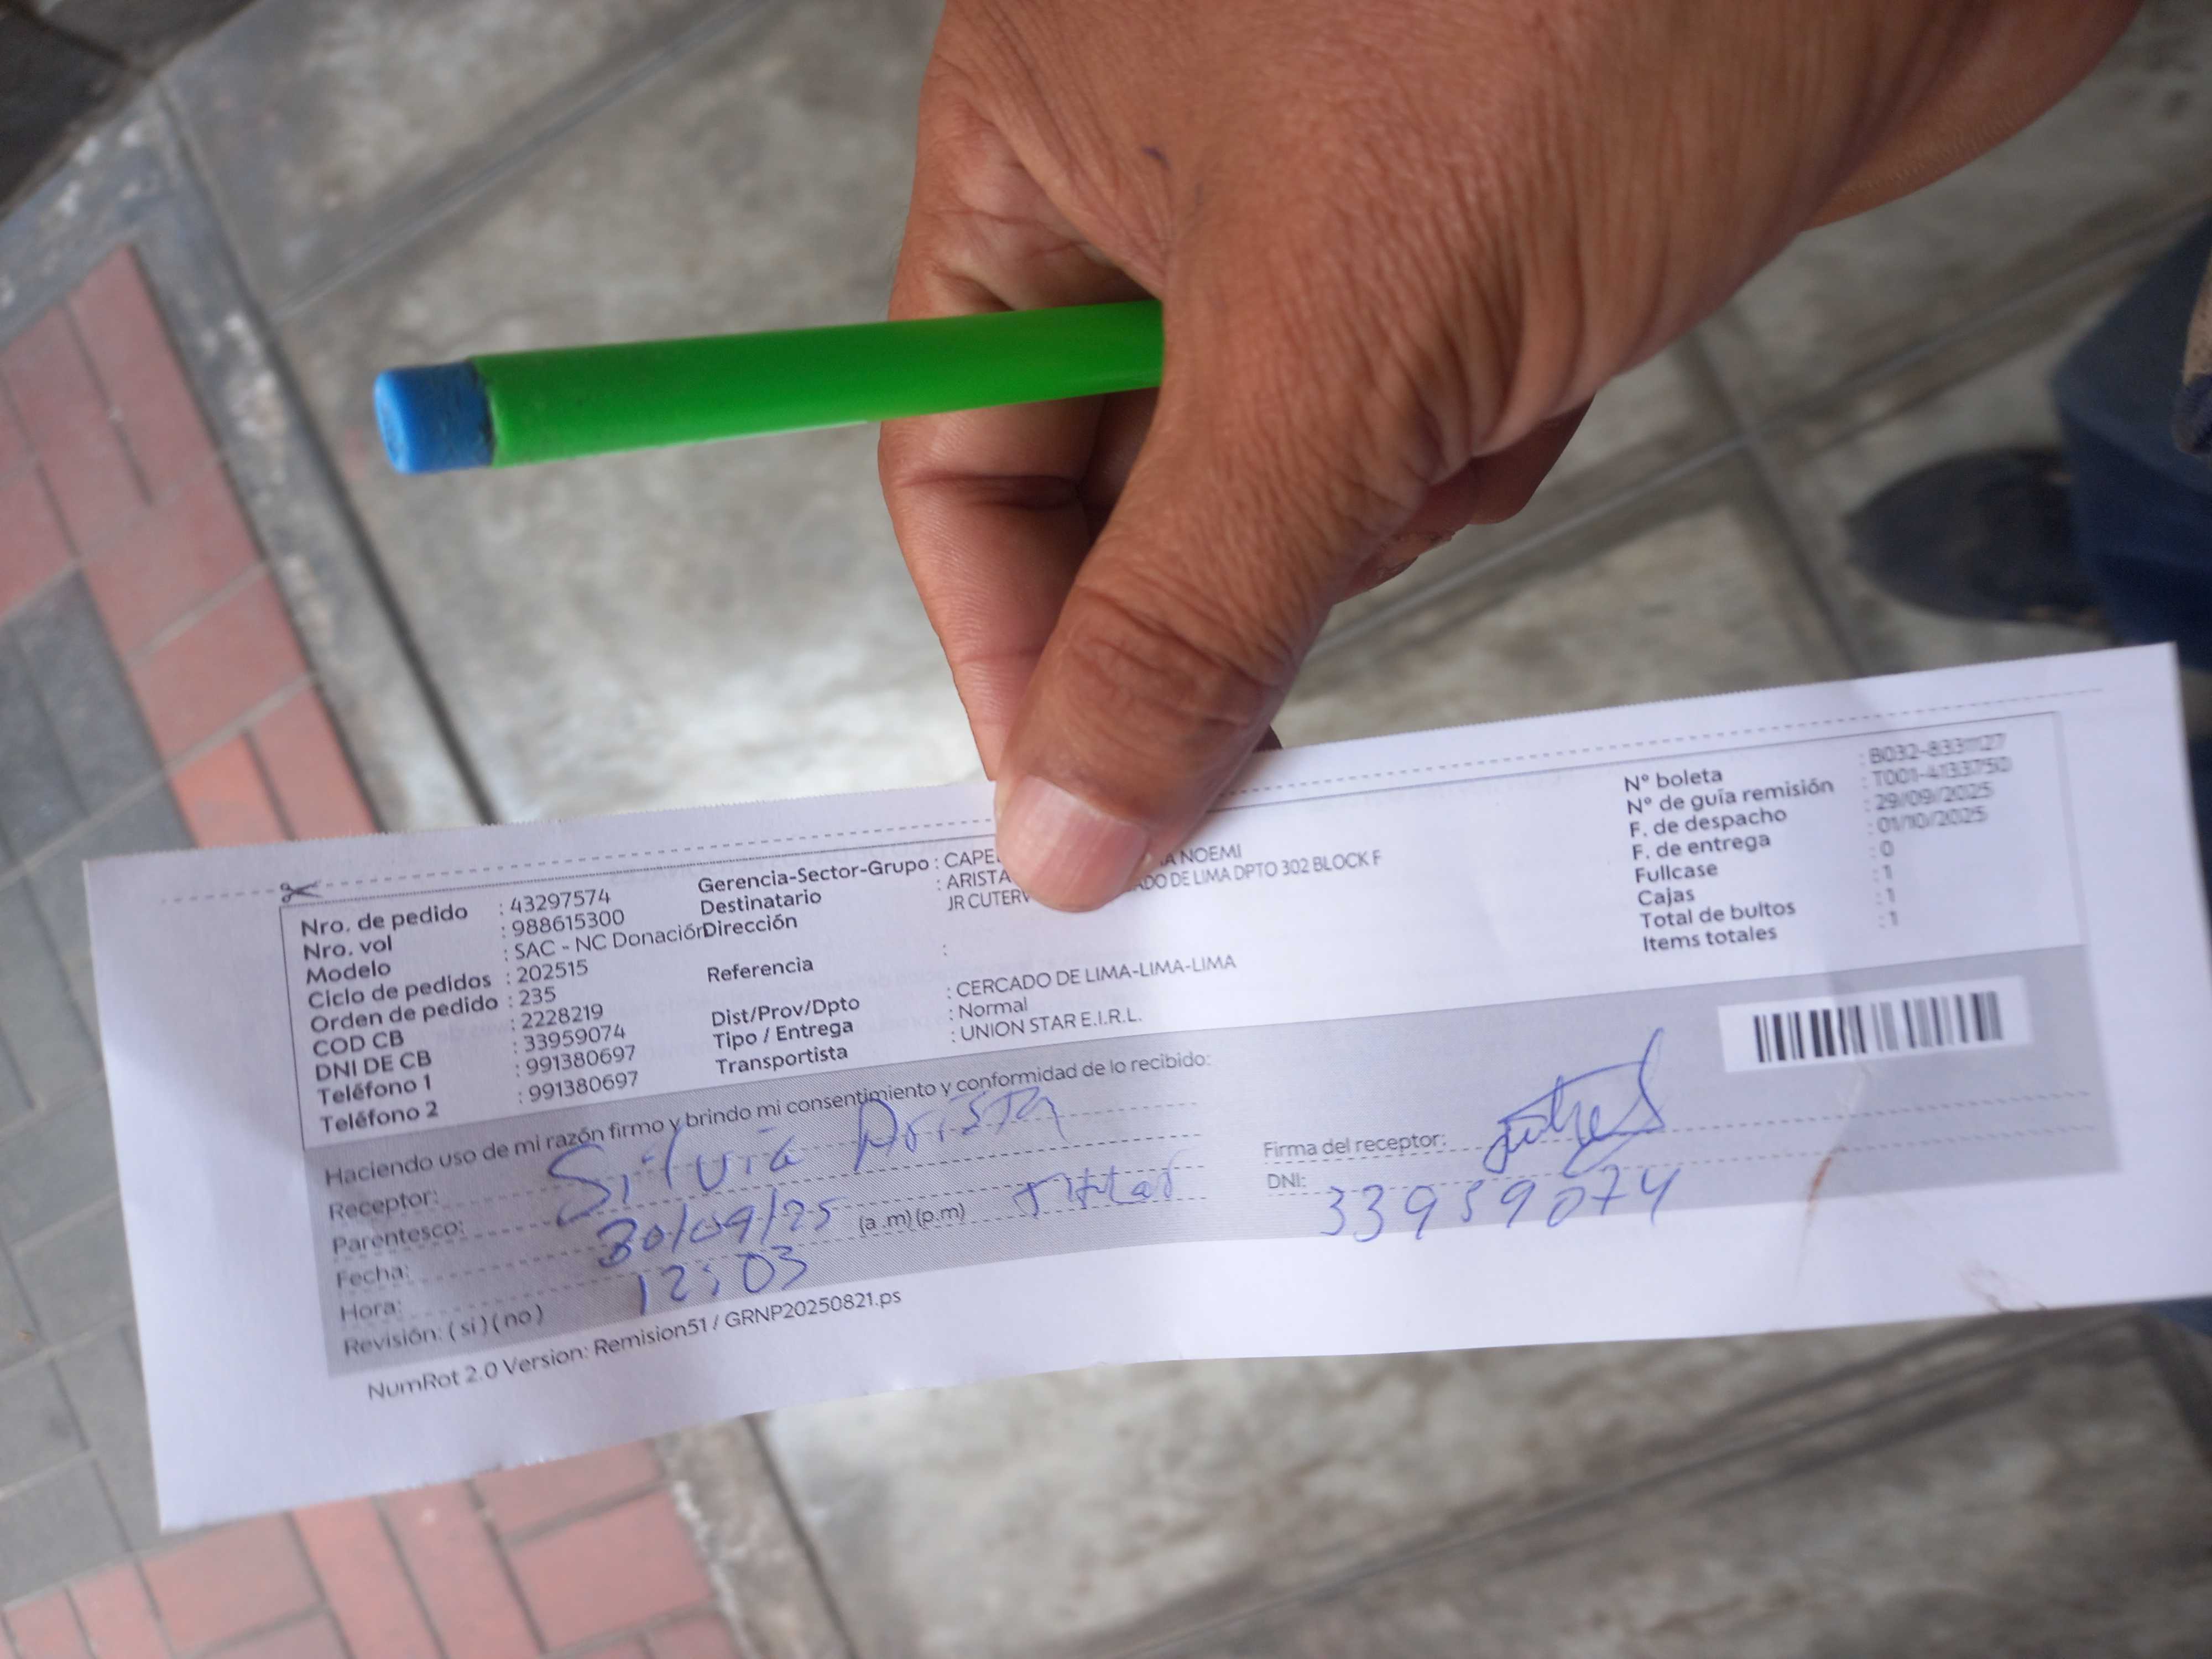 Nro. de pedido : 43297574
Nro. vol : 988615300
Modelo : SAC - NC Donación
Ciclo de pedidos : 202515
Orden de pedido : 235
COD CB : 2228219
DNI DE CB : 33959074
Teléfono 1 : 991380697
Teléfono 2 : 991380697
Gerencia-Sector-Grupo : CAPE
Destinatario : ARISTA NOEMI
Dirección JR CUTERV DO DE LIMA DPTO 302 BLOCK F
Referencia :
Dist/Prov/Dpto : CERCADO DE LIMA-LIMA-LIMA
Tipo / Entrega : Normal
Transportista : UNION STAR E.I.R.L.
N° boleta : B032-8331127
N° de guía remisión : T001-4133750
F. de despacho : 29/09/2025
F. de entrega : 01/10/2025
Fullcase : 0
Cajas : 1
Total de bultos : 1
Items totales : 1
Haciendo uso de mi razón firmo y brindo mi consentimiento y conformidad de lo recibido:
Receptor: Silvia Arista
Parentesco: Titular
Fecha: 30/09/25
Hora: 12:03 (a.m)(p.m)
Revisión: (si)(no)
Firma del receptor:
DNI: 33959074
NumRot 2.0 Version: Remision51 / GRNP20250821.ps